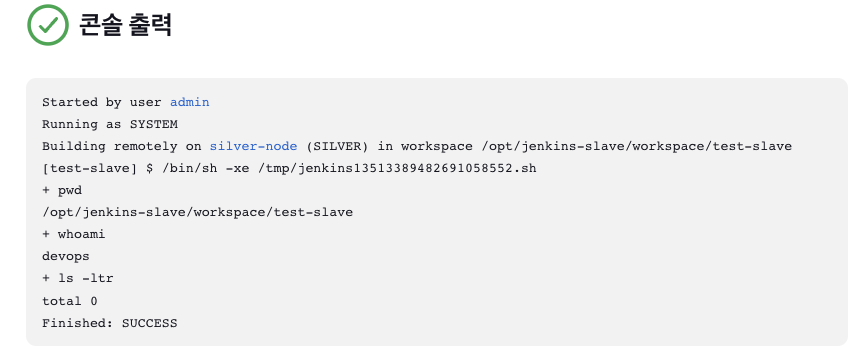 콘솔 출력
Started by user admin
Running as SYSTEM
Building remotely on silver-node (SILVER) in workspace /opt/jenkins-slave/workspace/test-slave
[test-slave] $ /bin/sh -xe /tmp/jenkins13513389482691058552.sh
+ pwd
/opt/jenkins-slave/workspace/test-slave
+ whoami
devops
+ ls -ltr
total 0
Finished: SUCCESS